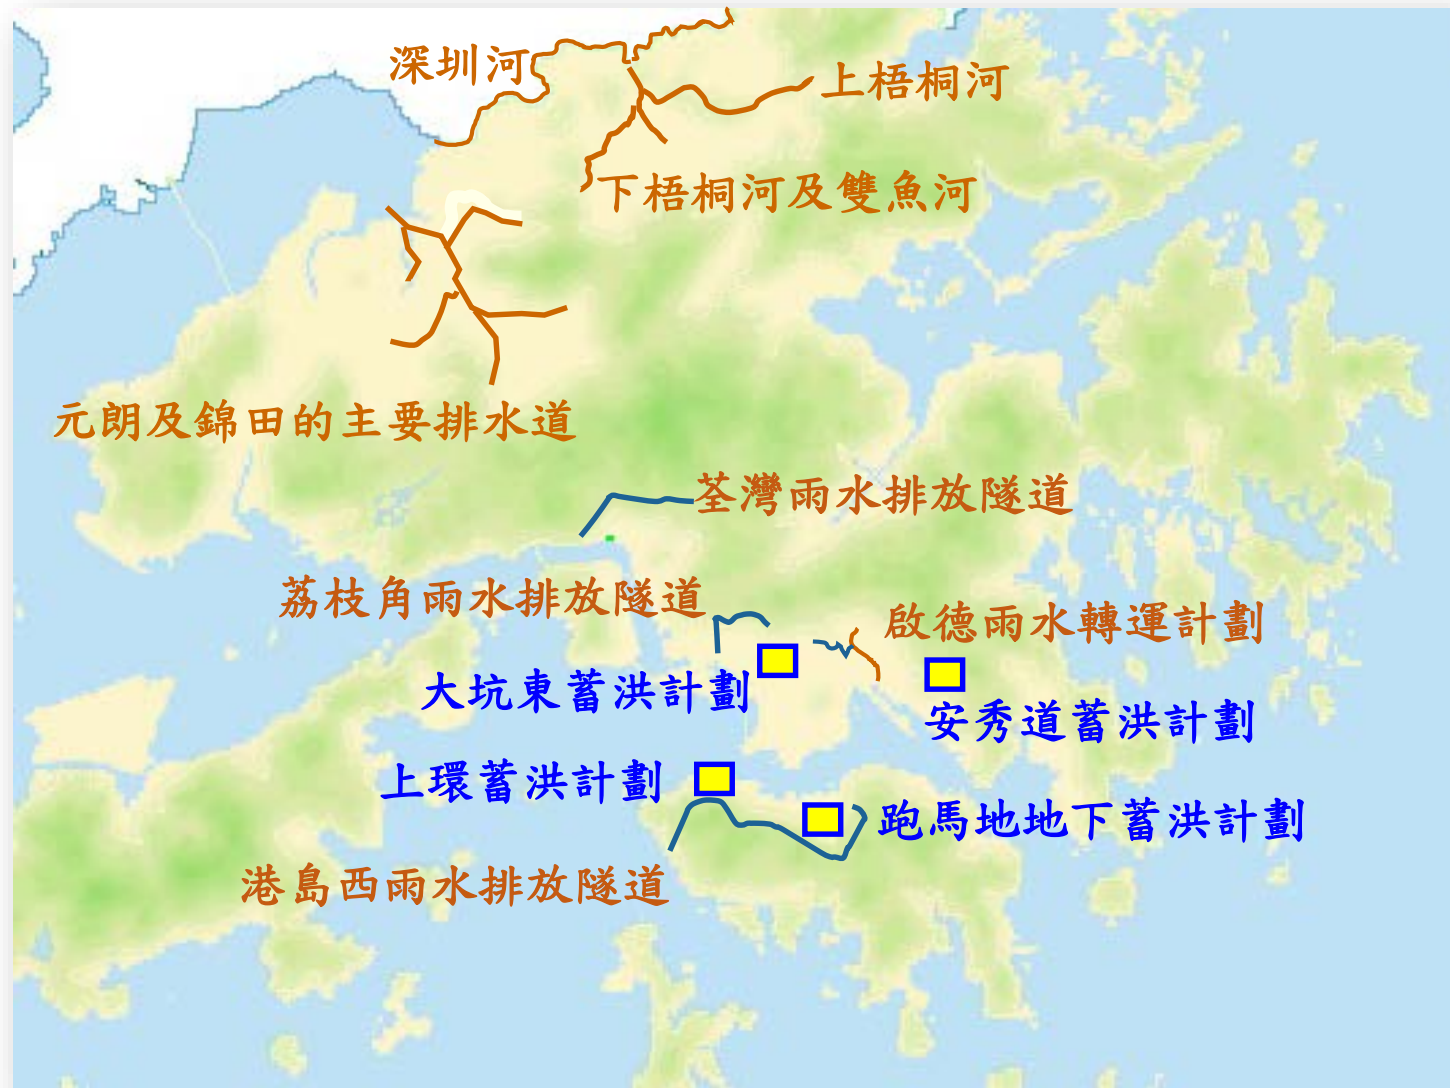 深圳河
上梧桐河
下梧桐河及雙魚河
元朗及錦田的主要排水道
荃灣雨水排放隧道
荔枝角雨水排放隧道
啟德雨水轉運計劃
大坑東蓄洪計劃
安秀道蓄洪計劃
上環蓄洪計劃
跑馬地地下蓄洪計劃
港島西雨水排放隧道